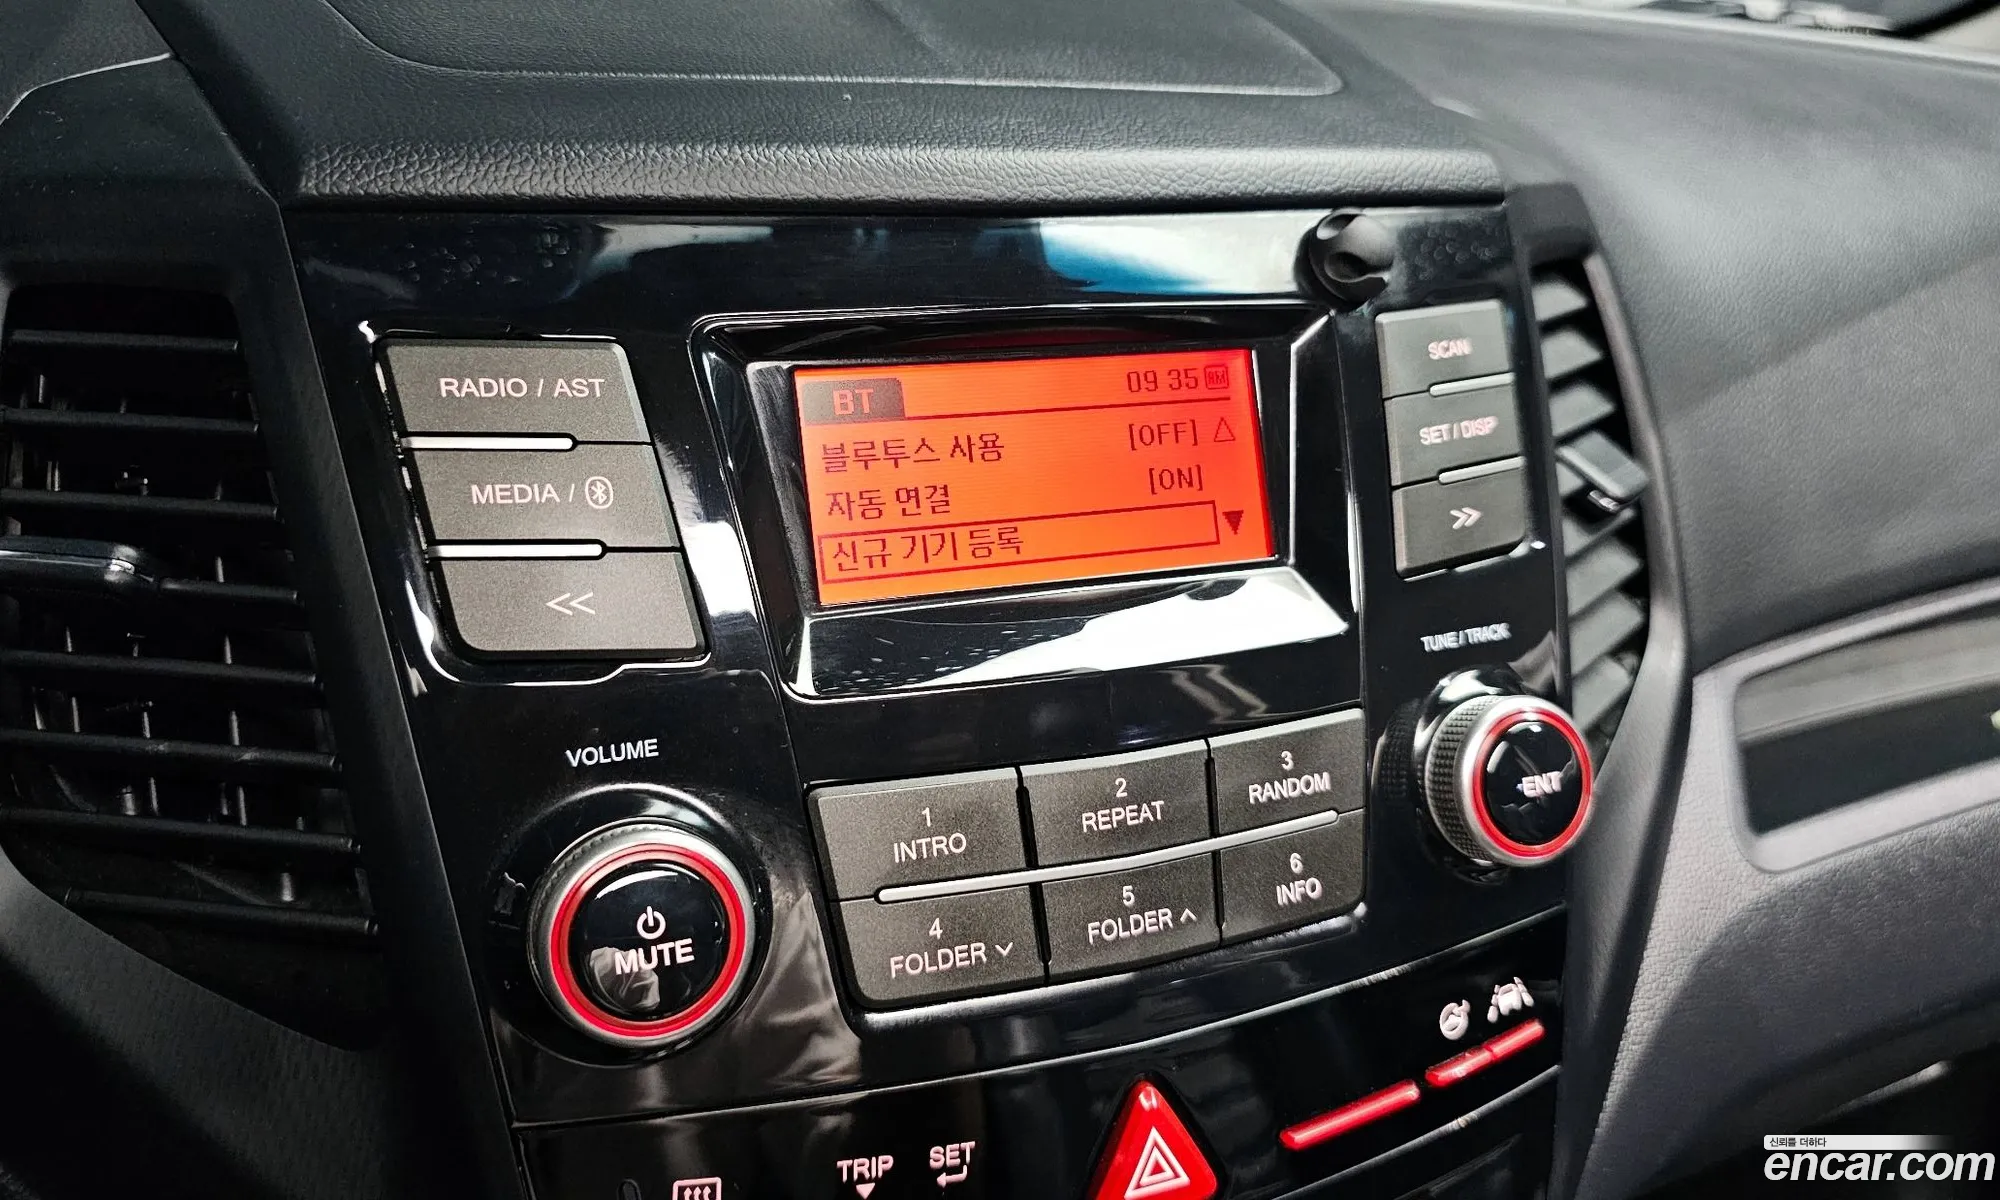 BT
09 35
블루투스 사용 [OFF]
자동 연결 [ON]
신규 기기 등록
RADIO / AST
MEDIA /
<<
SCAN
SET / DISP
>>
TUNE / TRACK
ENT
VOLUME
MUTE
1
INTRO
2
REPEAT
3
RANDOM
4
FOLDER
5
FOLDER
6
INFO
TRIP
SET
신뢰를 더하다
encar.com